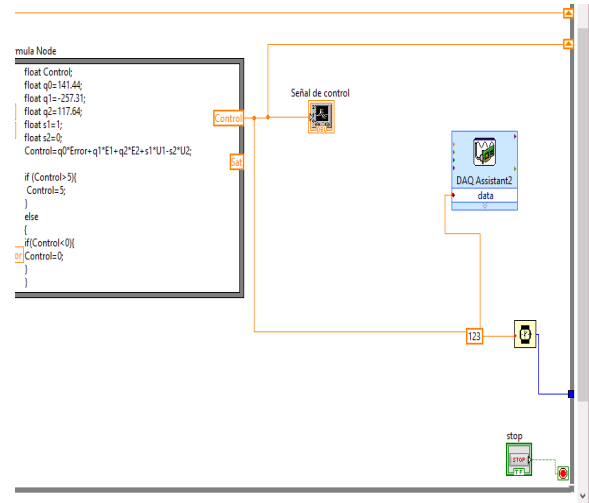 mula Node
float Control;
float q0=141.44;
float q1=-257.31;
float q2=117.64;
float s1=1;
float s2=0;
Control=q0*Error+q1*E1+q2*E2+s1*U1-s2*U2;
if (Control>5){
Control=5;
}
else
{
if(Control<0){
Control=0;
}
}
or
Control
Sat
Señal de control
DAQ Assistant2
data
123
stop
STOP
TF